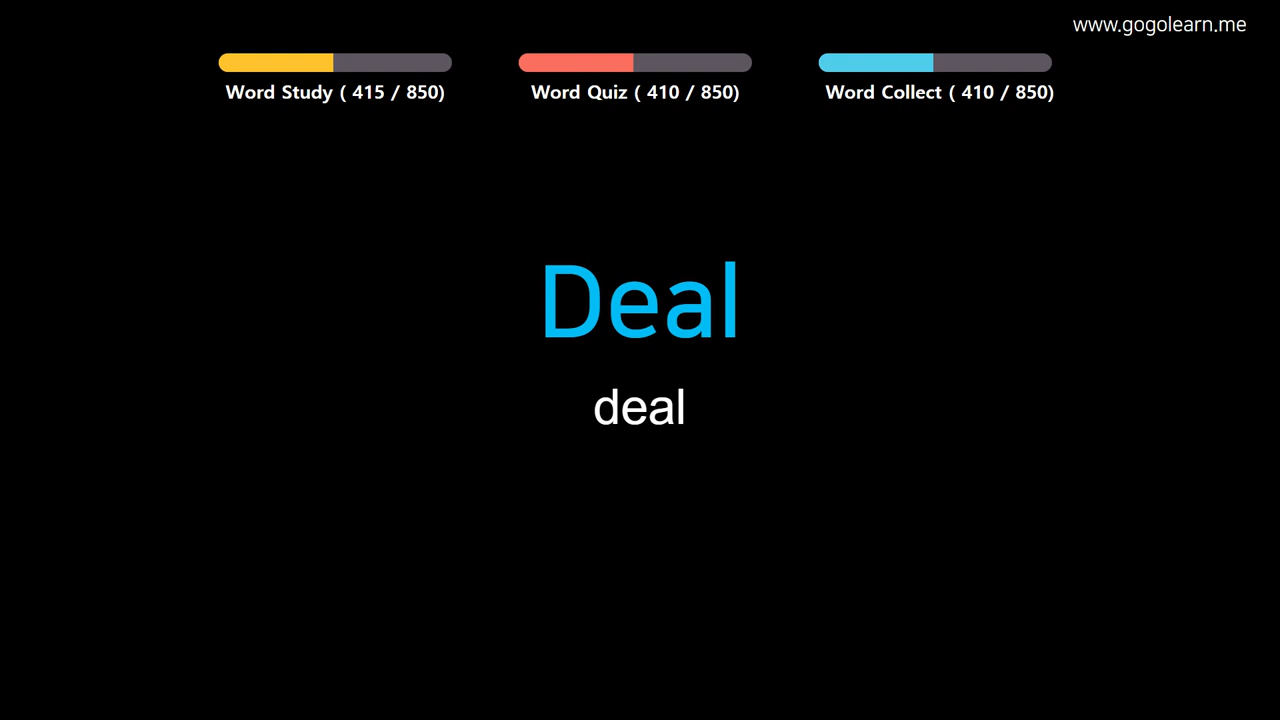 www.gogolearn.me
Word Study ( 415 / 850)
Word Quiz ( 410 / 850)
Word Collect ( 410 / 850)
Deal
deal